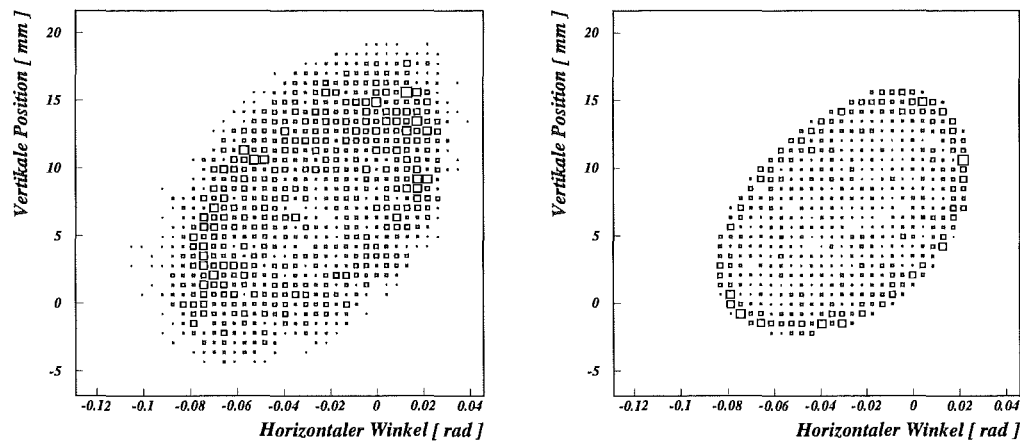 Vertikale Position [ mm ]
20
15
10
5
0
-5
-0.12 -0.1 -0.08 -0.06 -0.04 -0.02 0 0.02 0.04
Horizontaler Winkel [ rad ]
Vertikale Position [ mm ]
20
15
10
5
0
-5
-0.12 -0.1 -0.08 -0.06 -0.04 -0.02 0 0.02 0.04
Horizontaler Winkel [ rad ]